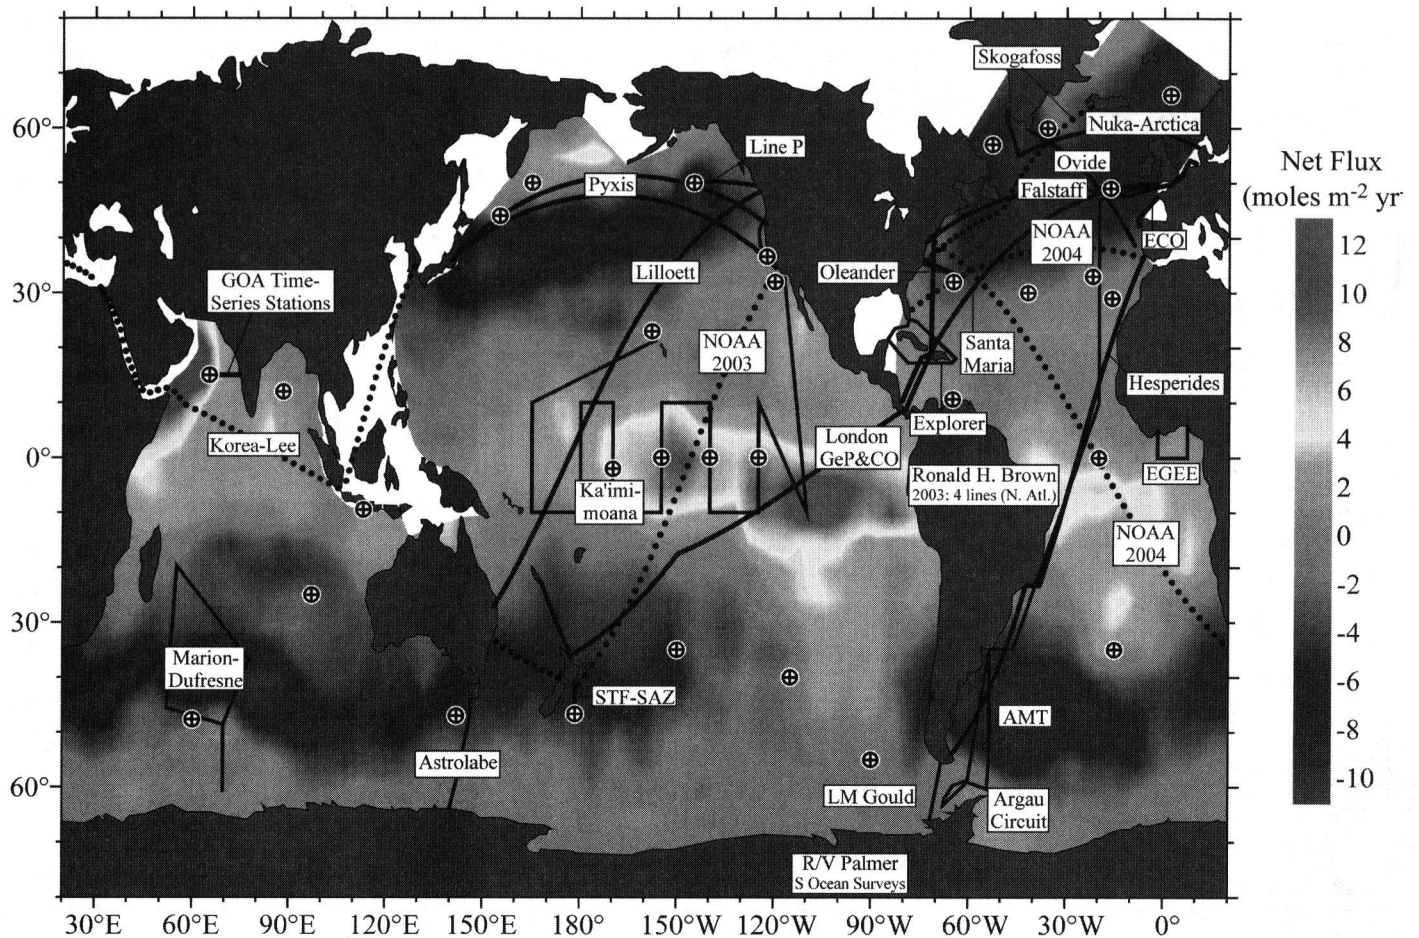 Skogafoss
Nuka-Arctica
60°
Line P
Ovide
Net Flux
(moles m-2 yr
Pyxis
Falstaff
NOAA
2004
ECO
12
GOA Time-
Series Stations
Lilloett
Oleander
30°
10
NOAA
2003
Santa
Maria
8
Hesperides
6
Explorer
Korea-Lee
London
GeP&CO
4
0°
Ronald H. Brown
2003: 4 lines (N. Atl.)
EGEE
2
Ka'imi-
moana
NOAA
2004
0
-2
30°
-4
Marion-
Dufresne
STF-SAZ
-6
AMT
-8
Astrolabe
-10
60°
LM Gould
Argau
Circuit
R/V Palmer
S Ocean Surveys
30°E 60°E 90°E 120°E 150°E 180° 150°W 120°W 90°W 60°W 30°W 0°